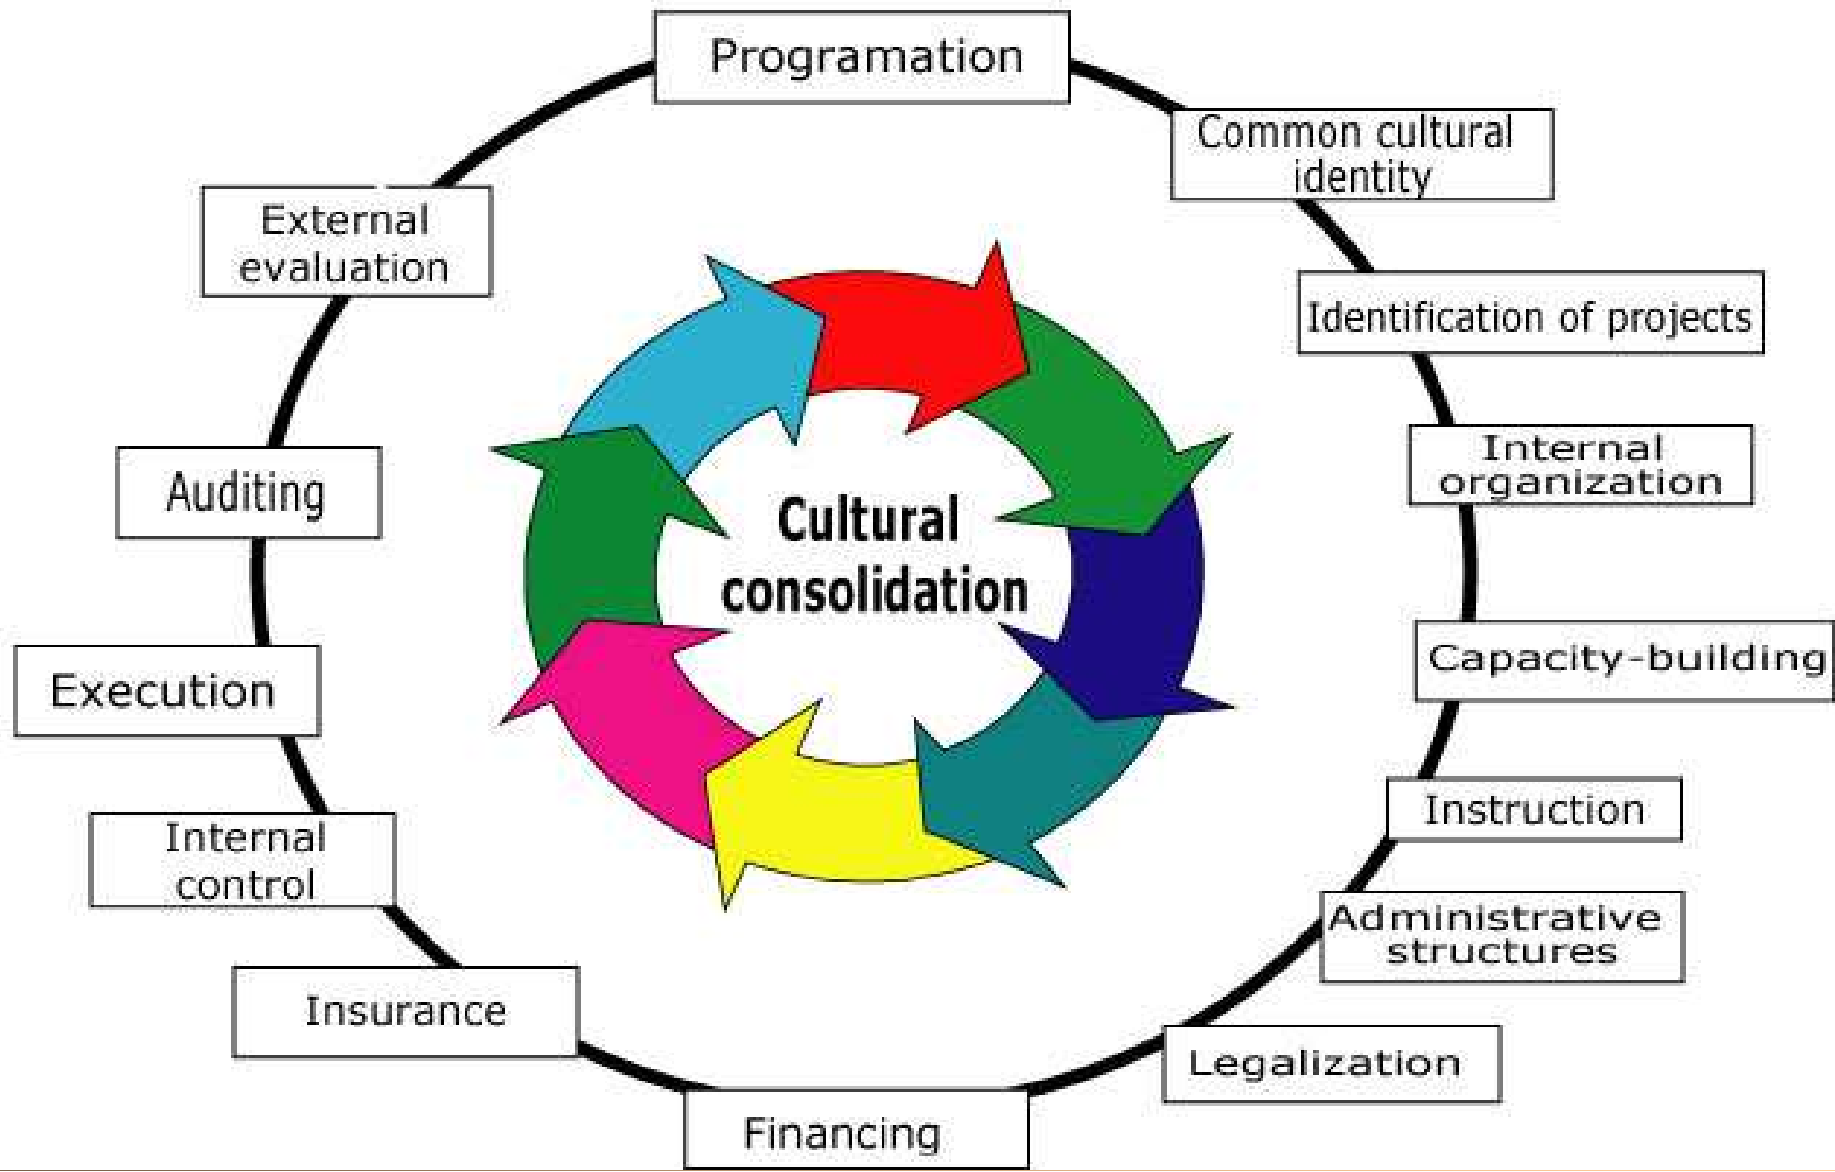 Programation
Common cultural
identity
Identification of projects
Internal
organization
Capacity-building
Instruction
Administrative
structures
Legalization
Financing
Insurance
Internal
control
Execution
Auditing
External
evaluation
Cultural
consolidation